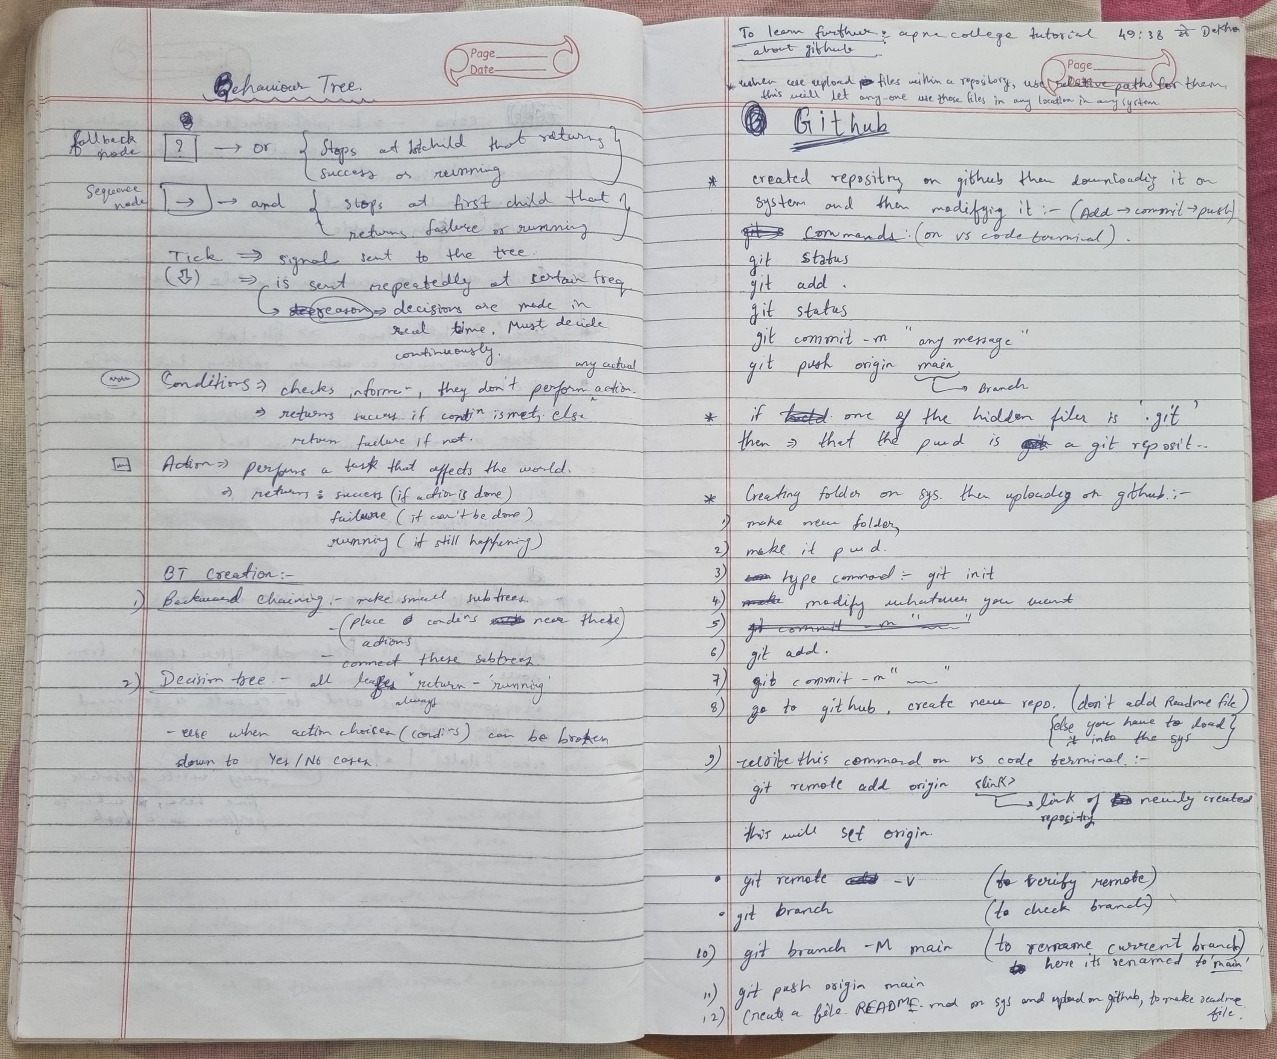 Page
Date
Behaviour Tree.
fallback node
? → or { Stops at 1st child that returns
success or running }
Sequence node
→ → and { stops at first child that
returns failure or running }
Tick ⇒ signal sent to the tree.
(⇩) ⇒ is sent repeatedly at certain freq
↳ reason ⇒ decisions are made in
real time. Must decide
continuously.
any actual
Conditions ⇒ checks informⁿ, they don't perform ^ action.
⇒ returns success if condⁿ is met, else
return failure if not.
Action ⇒ performs a task that affects the world.
⇒ returns : success (if action is done)
failure (if can't be done)
running (if still happening)
BT Creation :-
1) Backward chaining :- make small subtrees.
- (place condⁿs near these)
actions
- connect these subtrees.
2) Decision tree :- all leafs return - 'running'
always
- use when action choices (condⁿs) can be broken
down to Yes/No cases.
To learn further : apna college tutorial 49:38 से Dekhna
about github
Page
* when we upload files within a repository, use relative paths for them
this will let any-one use those files in any location in any system
Github
* created repositry on github then downloadig it on
system and then modifyig it :- (Add → commit → push)
Commands : (on vs code terminal).
git status
git add .
git status
git commit -m "any message"
git push origin main
↳ Branch
* if one of the hidden files is '.git'
then ⇒ that the pwd is a git reposit..
* Creating folder on sys. then uploadig on github :-
1) make new folder,
2) make it pwd.
3) type command :- git init
4) modify whatever you want
5) git commit -m " "
6) git add .
7) git commit -m " "
8) go to github, create new repo. (don't add Readme file)
{else you have to load}
it into the sys
9) write this command on vs code terminal. :-
git remote add origin <link>
↳ link of newly created
repositry
this will set origin.
• git remote -v (to verify remote)
• git branch (to check branch)
10) git branch -M main (to rename current branch)
here its renamed to 'main'
11) git push origin main
12) Create a file README.md on sys and upload on github, to make readme
file.